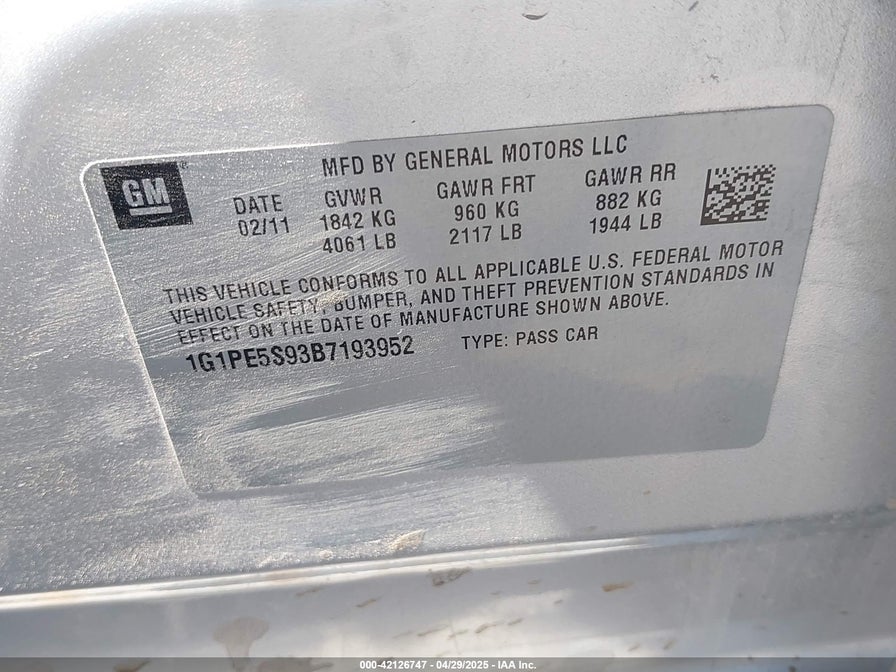 MFD BY GENERAL MOTORS LLC
GM
DATE GVWR GAWR FRT GAWR RR
02/11 1842 KG 960 KG 882 KG
4061 LB 2117 LB 1944 LB
THIS VEHICLE CONFORMS TO ALL APPLICABLE U.S. FEDERAL MOTOR
VEHICLE SAFETY, BUMPER, AND THEFT PREVENTION STANDARDS IN
EFFECT ON THE DATE OF MANUFACTURE SHOWN ABOVE.
1G1PE5S93B7193952 TYPE: PASS CAR
000-42126747 - 04/29/2025 - © IAA Inc.